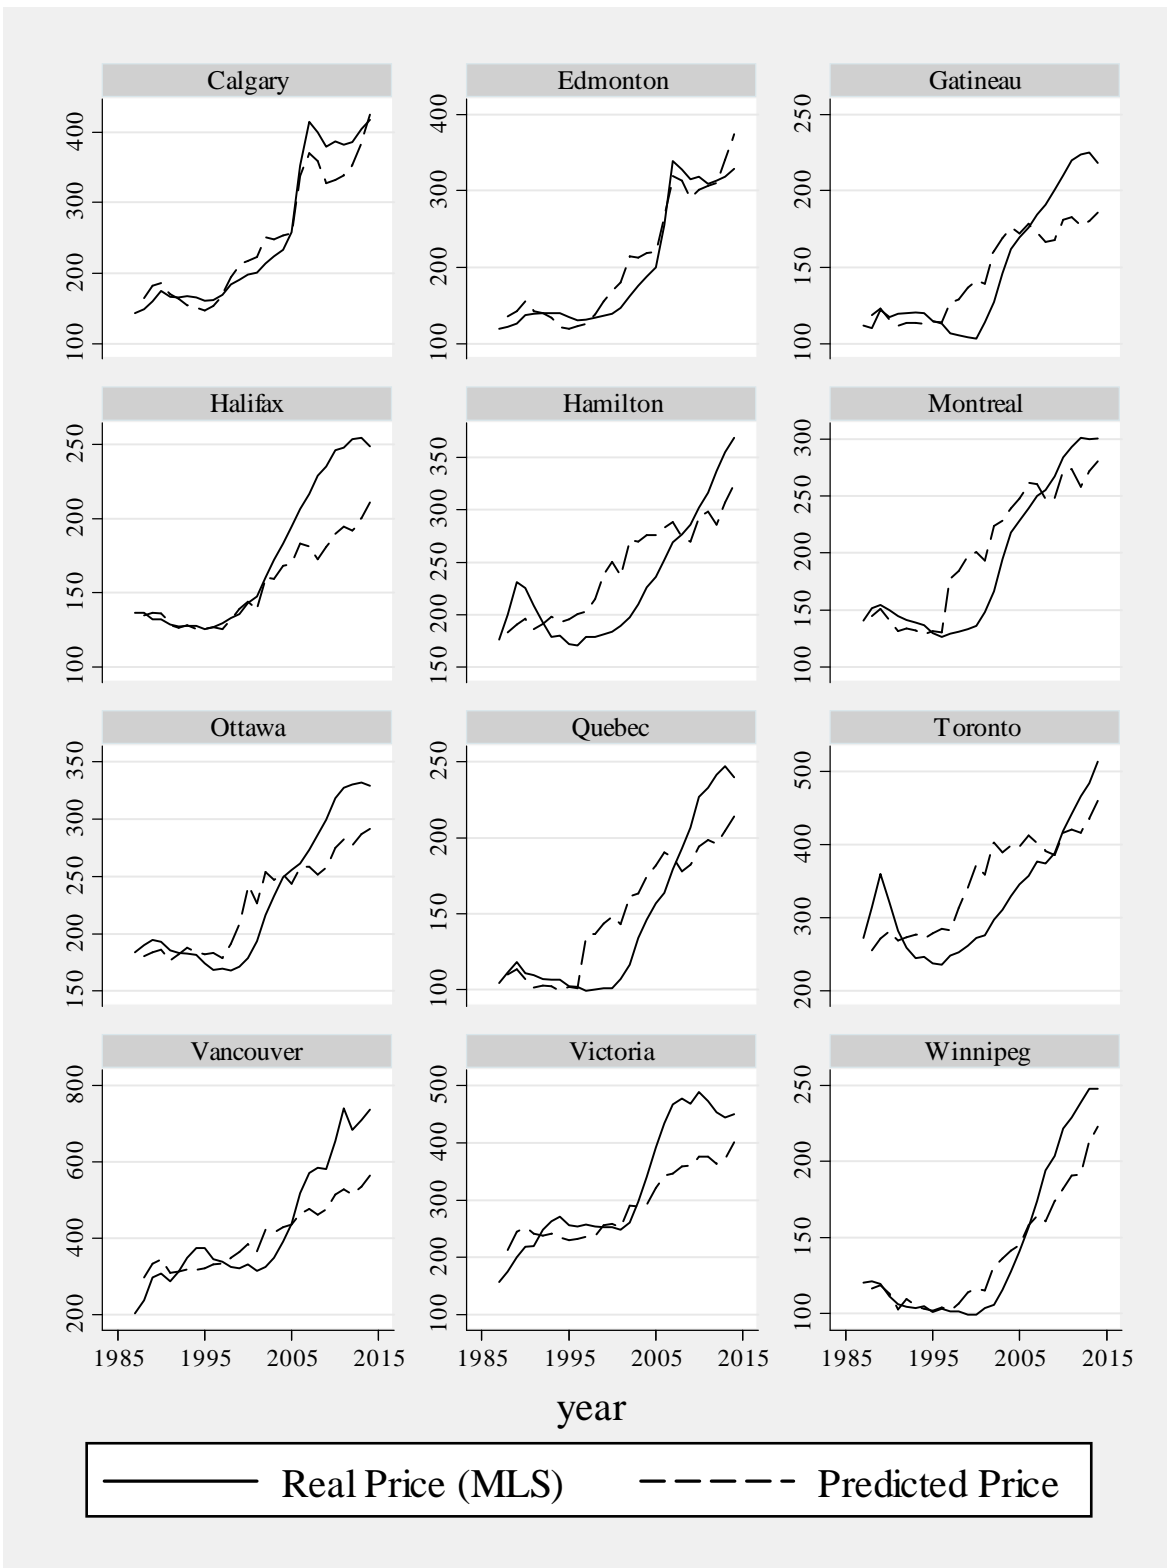 Calgary Edmonton Gatineau
400 400 250
300 300 200
200 200 150
100 100 100
Halifax Hamilton Montreal
250 350 300
200 300 250
150 250 200
100 200 150
150 100
Ottawa Quebec Toronto
350 250 500
300 200 400
250 150 300
200 100 200
150
Vancouver Victoria Winnipeg
800 500 250
600 400 200
400 300 150
200 200 100
100
1985 1995 2005 2015 1985 1995 2005 2015 1985 1995 2005 2015
year
Real Price (MLS) Predicted Price